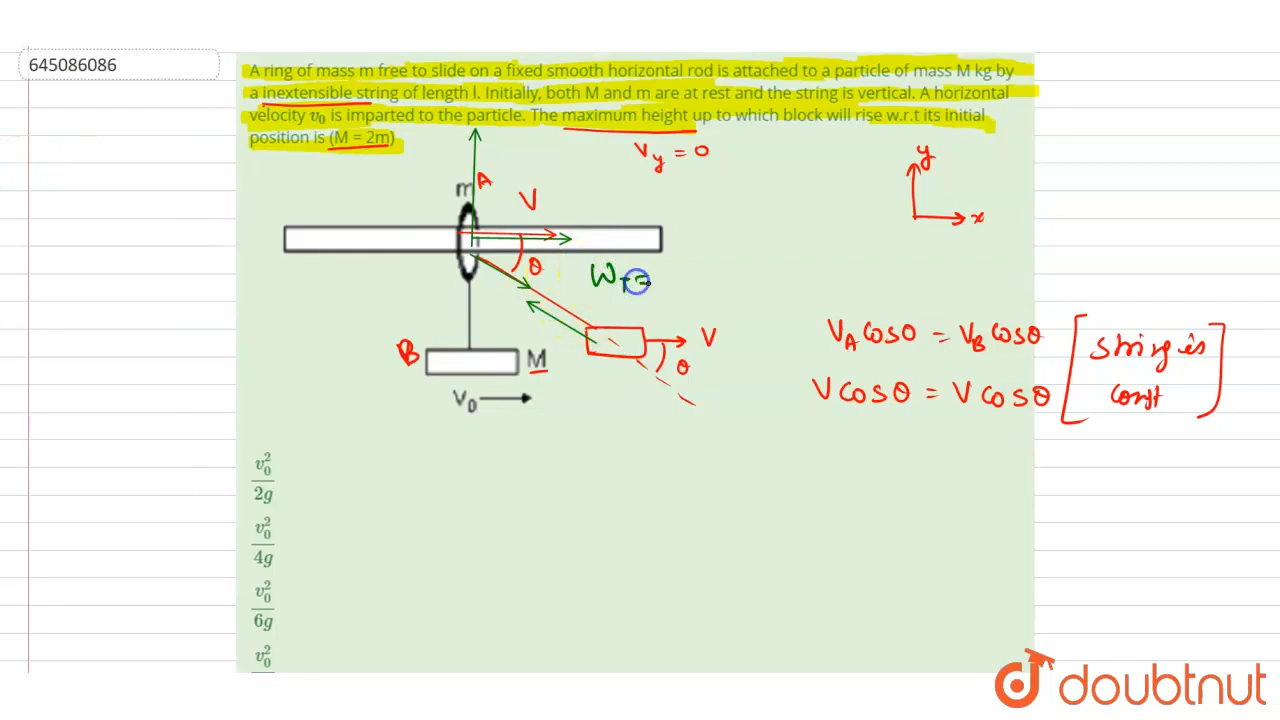 645086086
A ring of mass m free to slide on a fixed smooth horizontal rod is attached to a particle of mass M kg by
a inextensible string of length l. Initially, both M and m are at rest and the string is vertical. A horizontal
velocity v₀ is imparted to the particle. The maximum height up to which block will rise w.r.t its initial
position is (M = 2m)
V_y = 0
y
x
m
A
V
θ
W_T=
B
M
V
θ
V₀
V_A cosθ = V_B cosθ
V cosθ = V cosθ
[string is
const]
v₀²/2g
v₀²/4g
v₀²/6g
v₀²
doubtnut